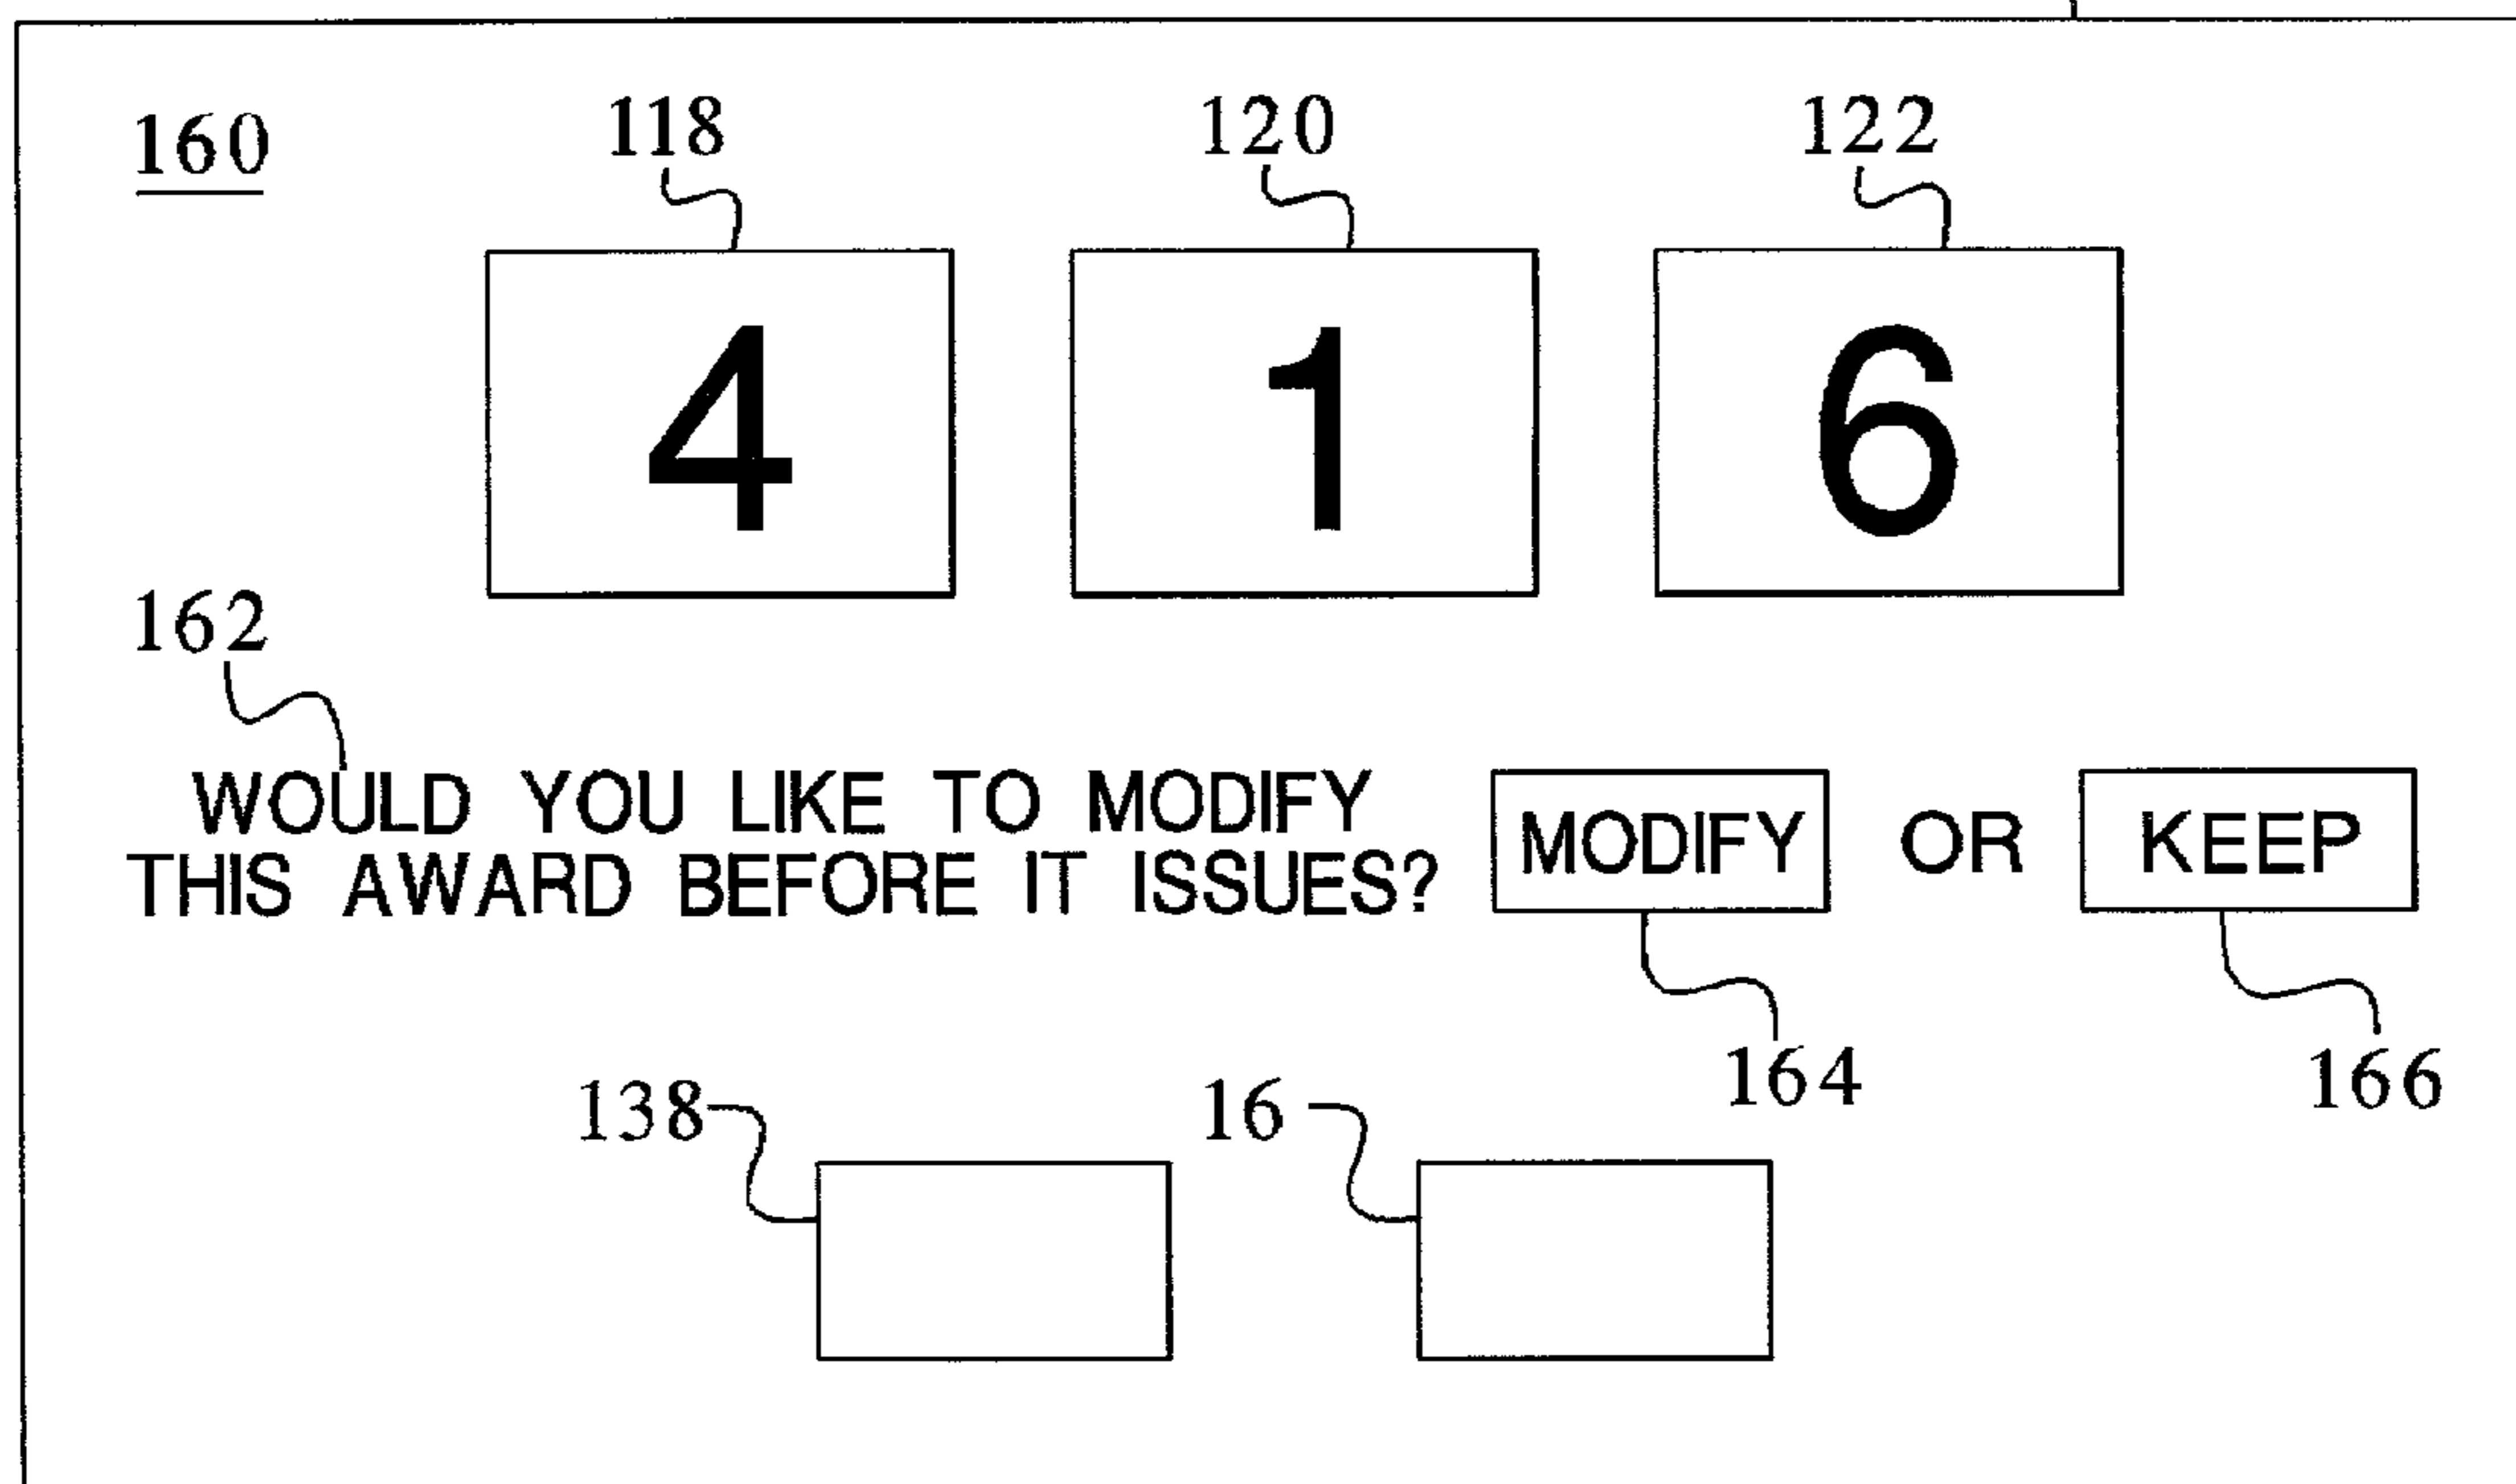 160 118 120 122
4 1 6
162
WOULD YOU LIKE TO MODIFY
THIS AWARD BEFORE IT ISSUES?
MODIFY OR KEEP
164 166
138 16